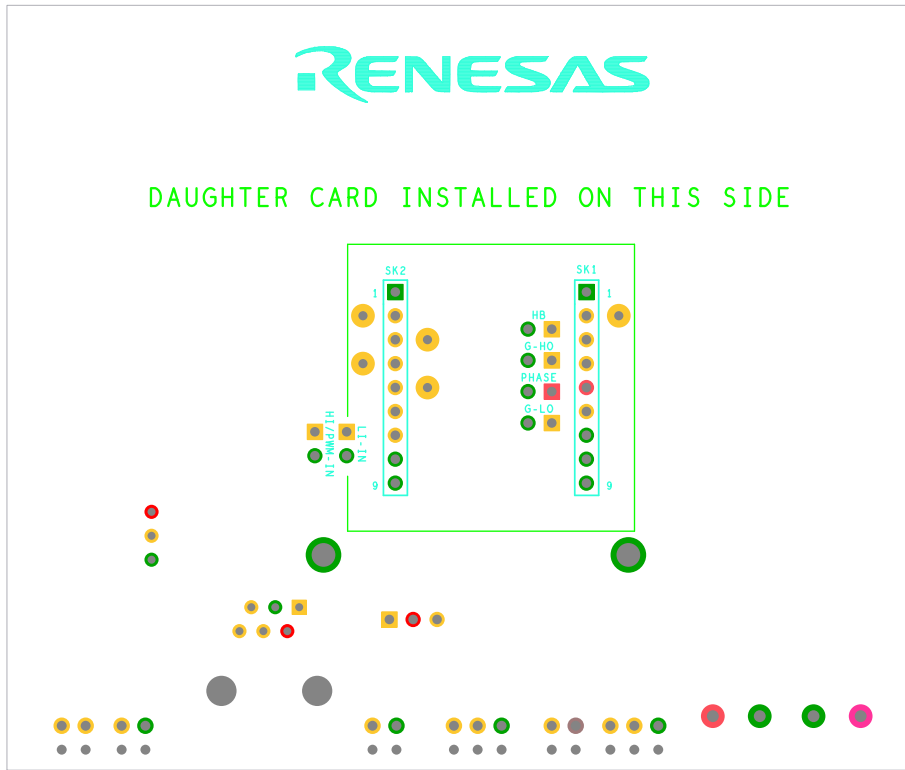 RENESAS
DAUGHTER CARD INSTALLED ON THIS SIDE
SK2
SK1
1
1
HB
G-HO
PHASE
G-LO
HI/PWM-IN
LI-IN
9
9